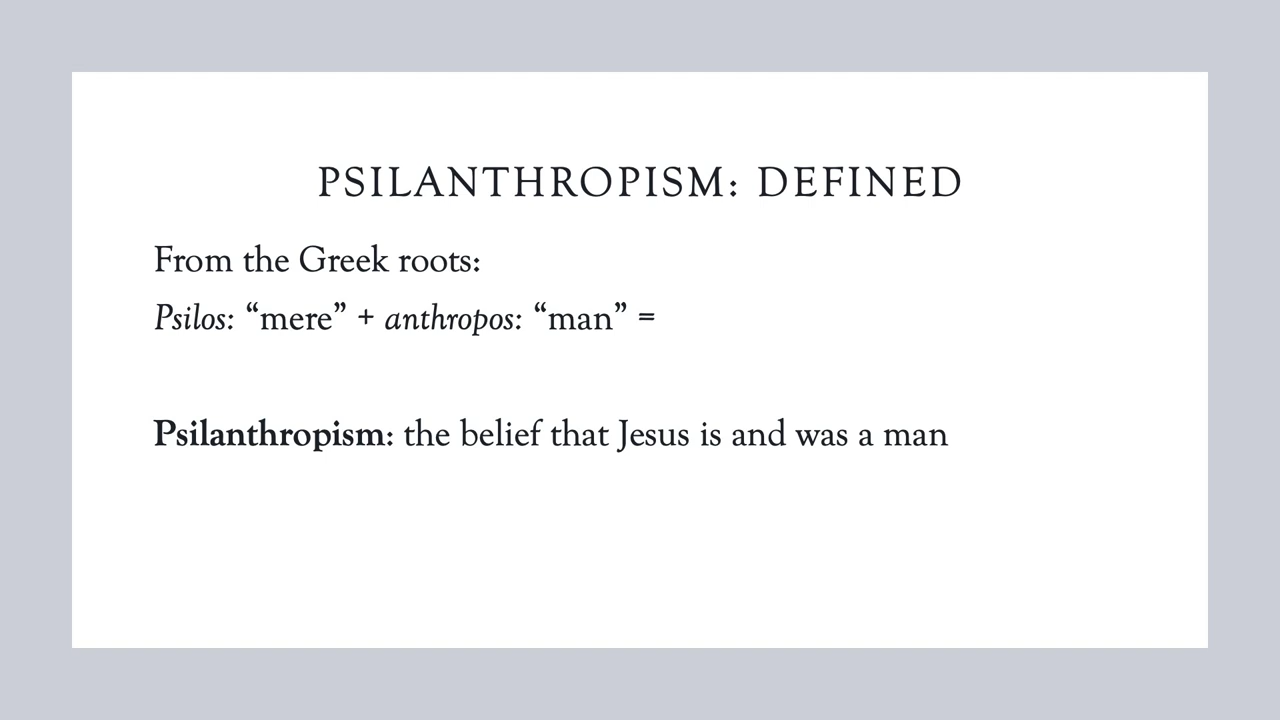 PSILANTHROPISM: DEFINED
From the Greek roots:
Psilos: “mere” + anthropos: “man” =
Psilanthropism: the belief that Jesus is and was a man